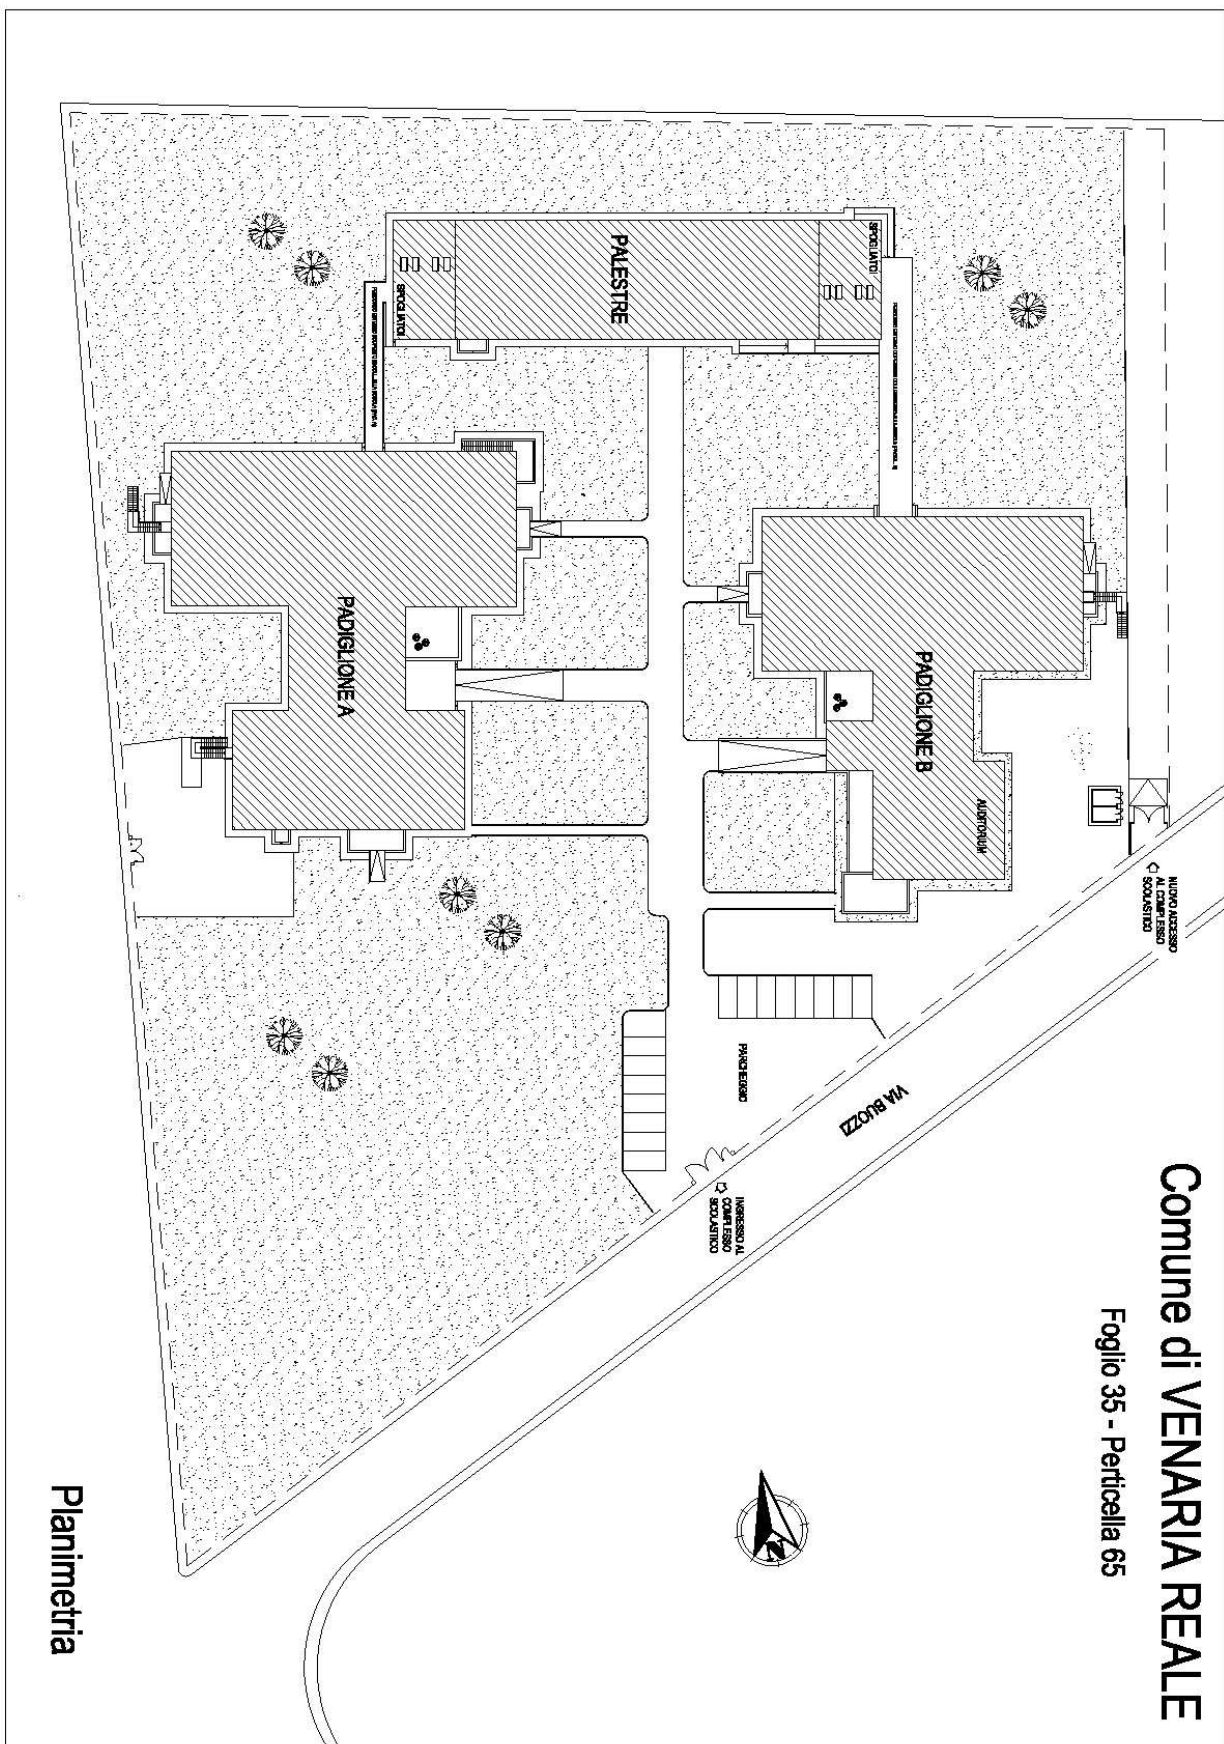 Comune di VENARIA REALE
Foglio 35 - Perticella 65
NUOVO ACCESSO
AL COMPLESSO
SCOLASTICO
SPOGLIATOI
PALESTRE
SPOGLIATOI
PADIGLIONE B
AUDITORIUM
PADIGLIONE A
VIA BUOZZI
PARCHEGGIO
INGRESSO AL
COMPLESSO
SCOLASTICO
N
Planimetria